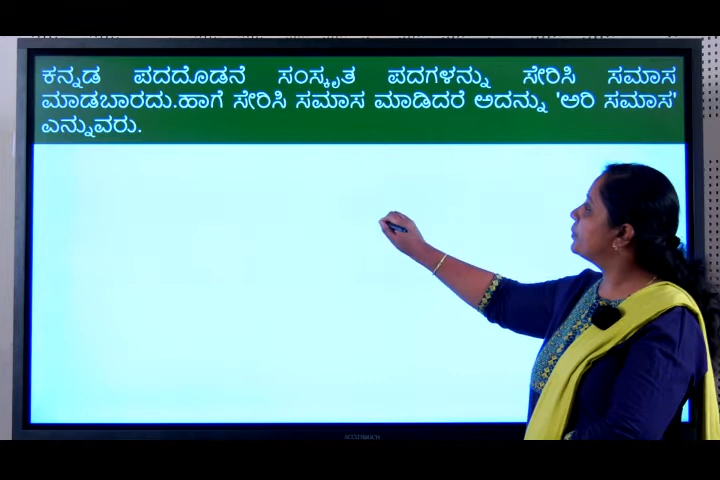 ಕನ್ನಡ ಪದದೊಡನೆ ಸಂಸ್ಕೃತ ಪದಗಳನ್ನು ಸೇರಿಸಿ ಸಮಾಸ
ಮಾಡಬಾರದು.ಹಾಗೆ ಸೇರಿಸಿ ಸಮಾಸ ಮಾಡಿದರೆ ಅದನ್ನು 'ಅರಿ ಸಮಾಸ'
ಎನ್ನುವರು.